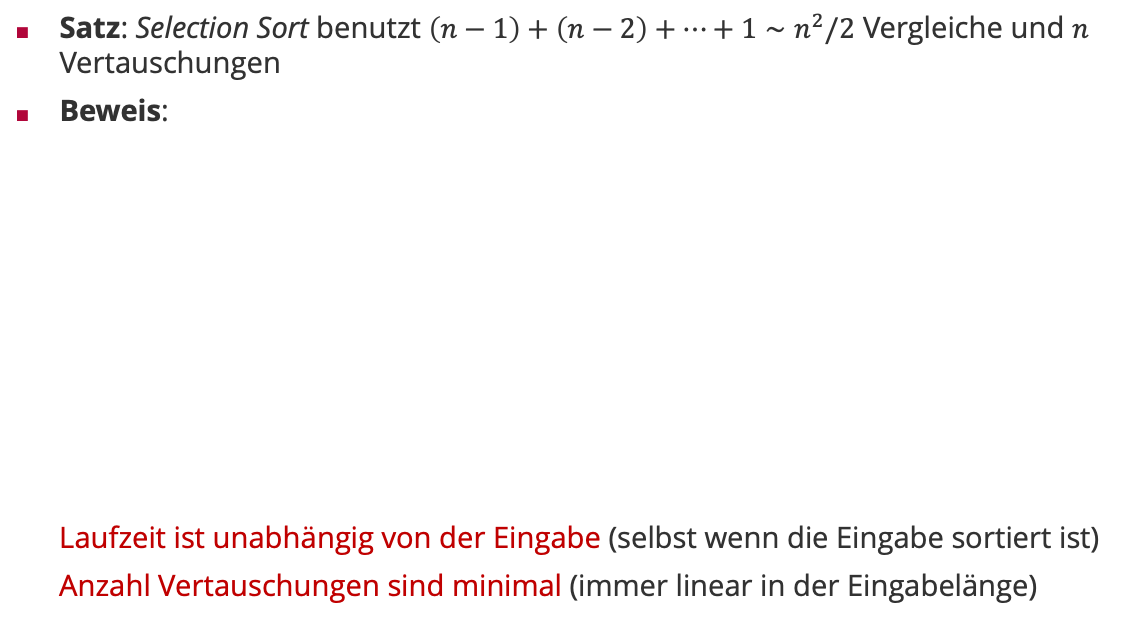 Satz: Selection Sort benutzt (n − 1) + (n − 2) + ⋯ + 1 ~ n²/2 Vergleiche und n
Vertauschungen
Beweis:
Laufzeit ist unabhängig von der Eingabe (selbst wenn die Eingabe sortiert ist)
Anzahl Vertauschungen sind minimal (immer linear in der Eingabelänge)